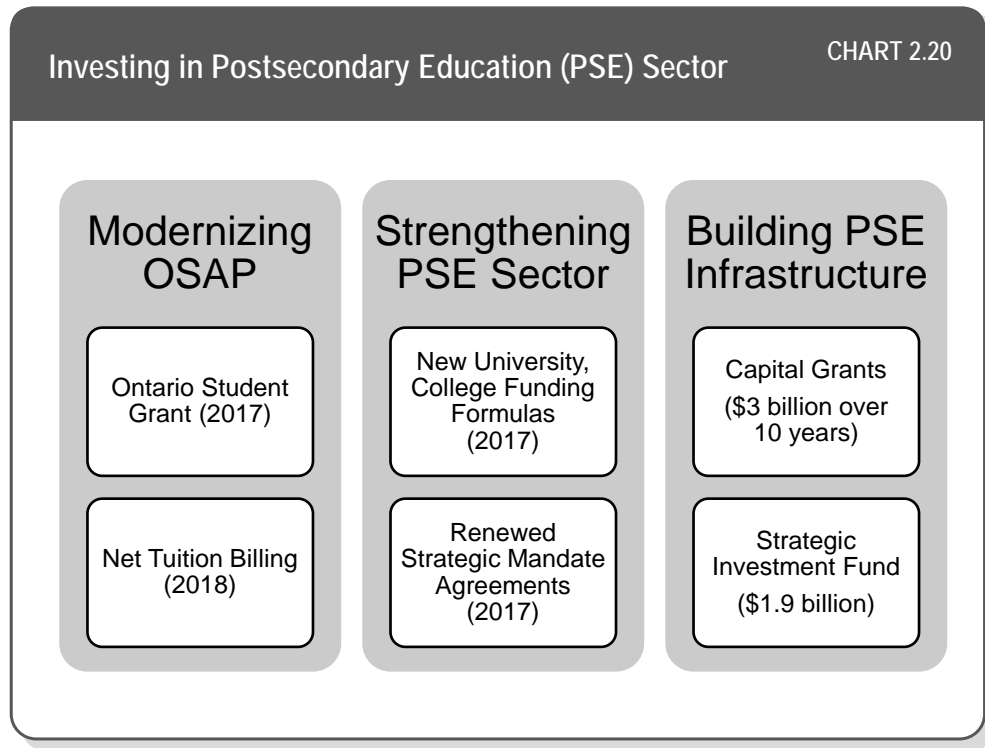 Investing in Postsecondary Education (PSE) Sector
CHART 2.20
Modernizing
OSAP
Ontario Student
Grant (2017)
Net Tuition Billing
(2018)
Strengthening
PSE Sector
New University,
College Funding
Formulas
(2017)
Renewed
Strategic Mandate
Agreements
(2017)
Building PSE
Infrastructure
Capital Grants
($3 billion over
10 years)
Strategic
Investment Fund
($1.9 billion)